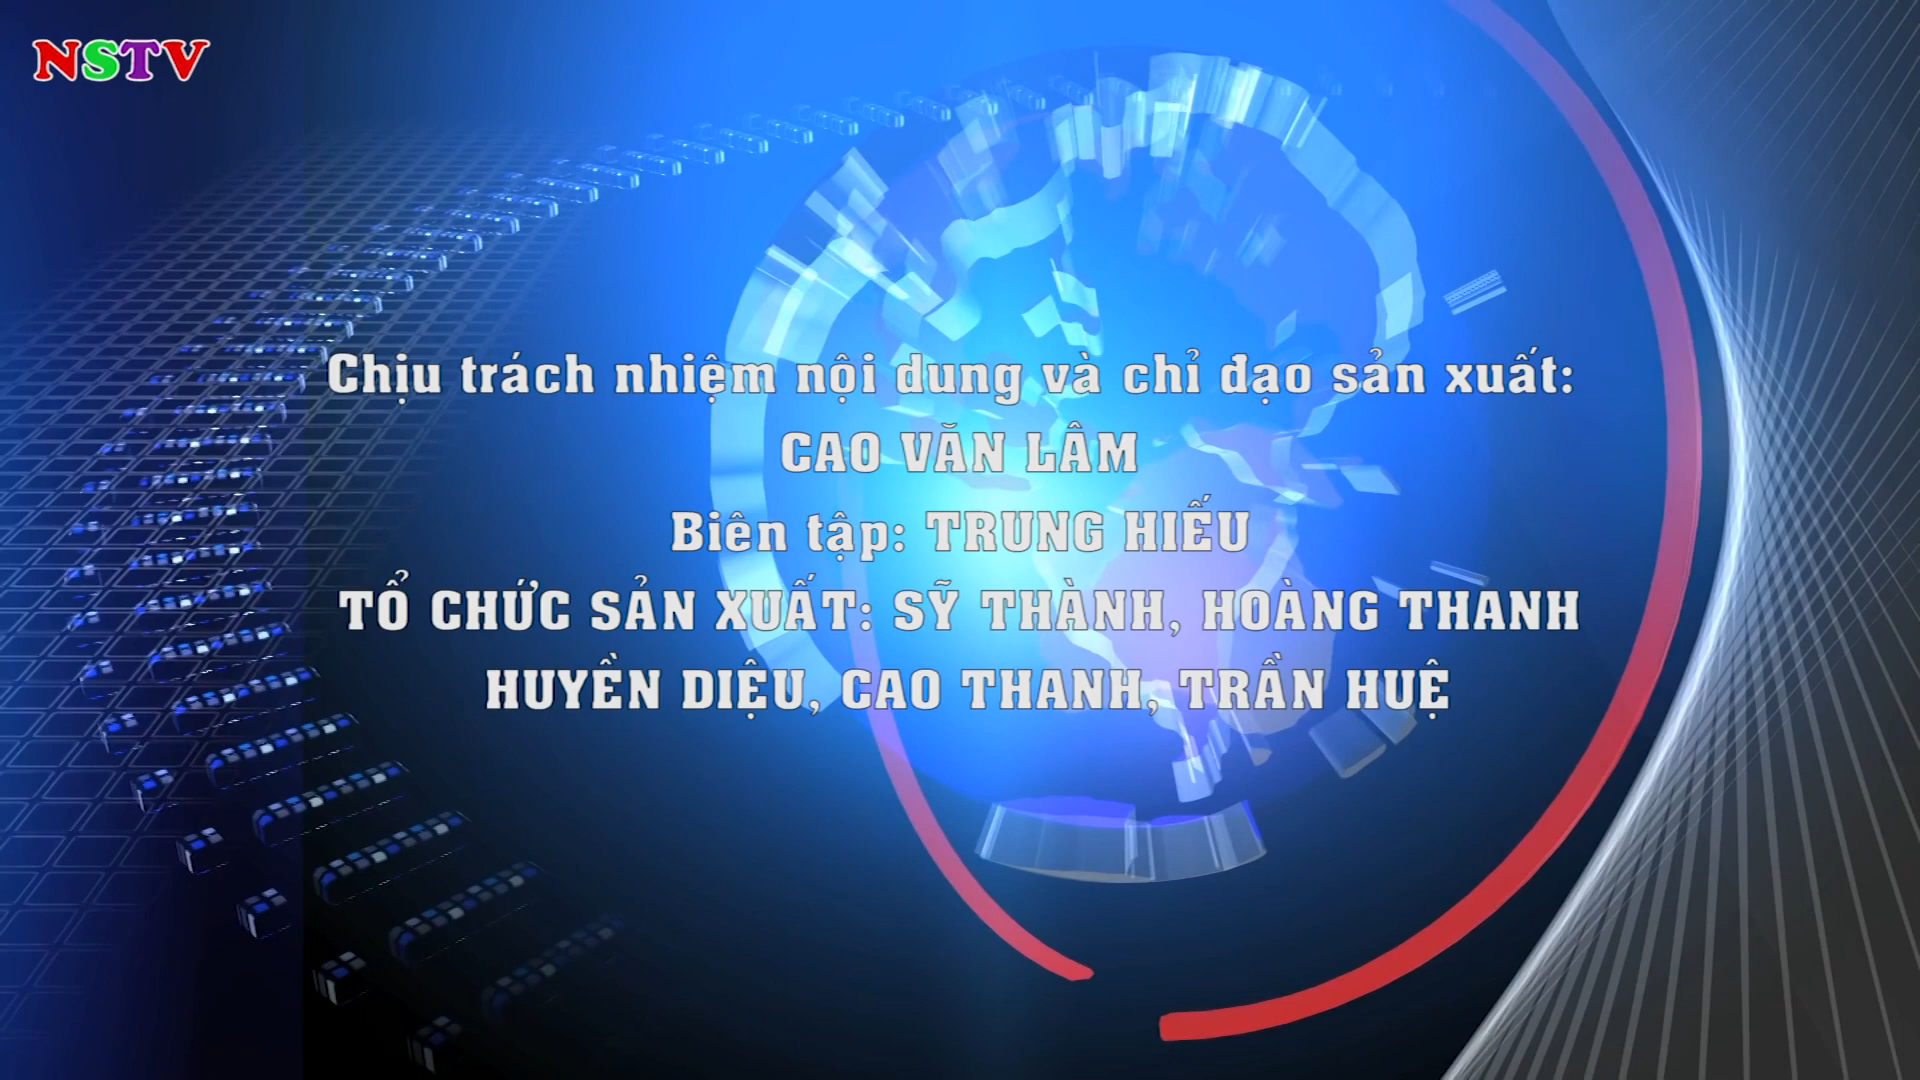 NSTV
Chịu trách nhiệm nội dung và chỉ đạo sản xuất:
CAO VĂN LÂM
Biên tập: TRUNG HIẾU
TỔ CHỨC SẢN XUẤT: SỸ THÀNH, HOÀNG THANH
HUYỀN DIỆU, CAO THANH, TRẦN HUỆ